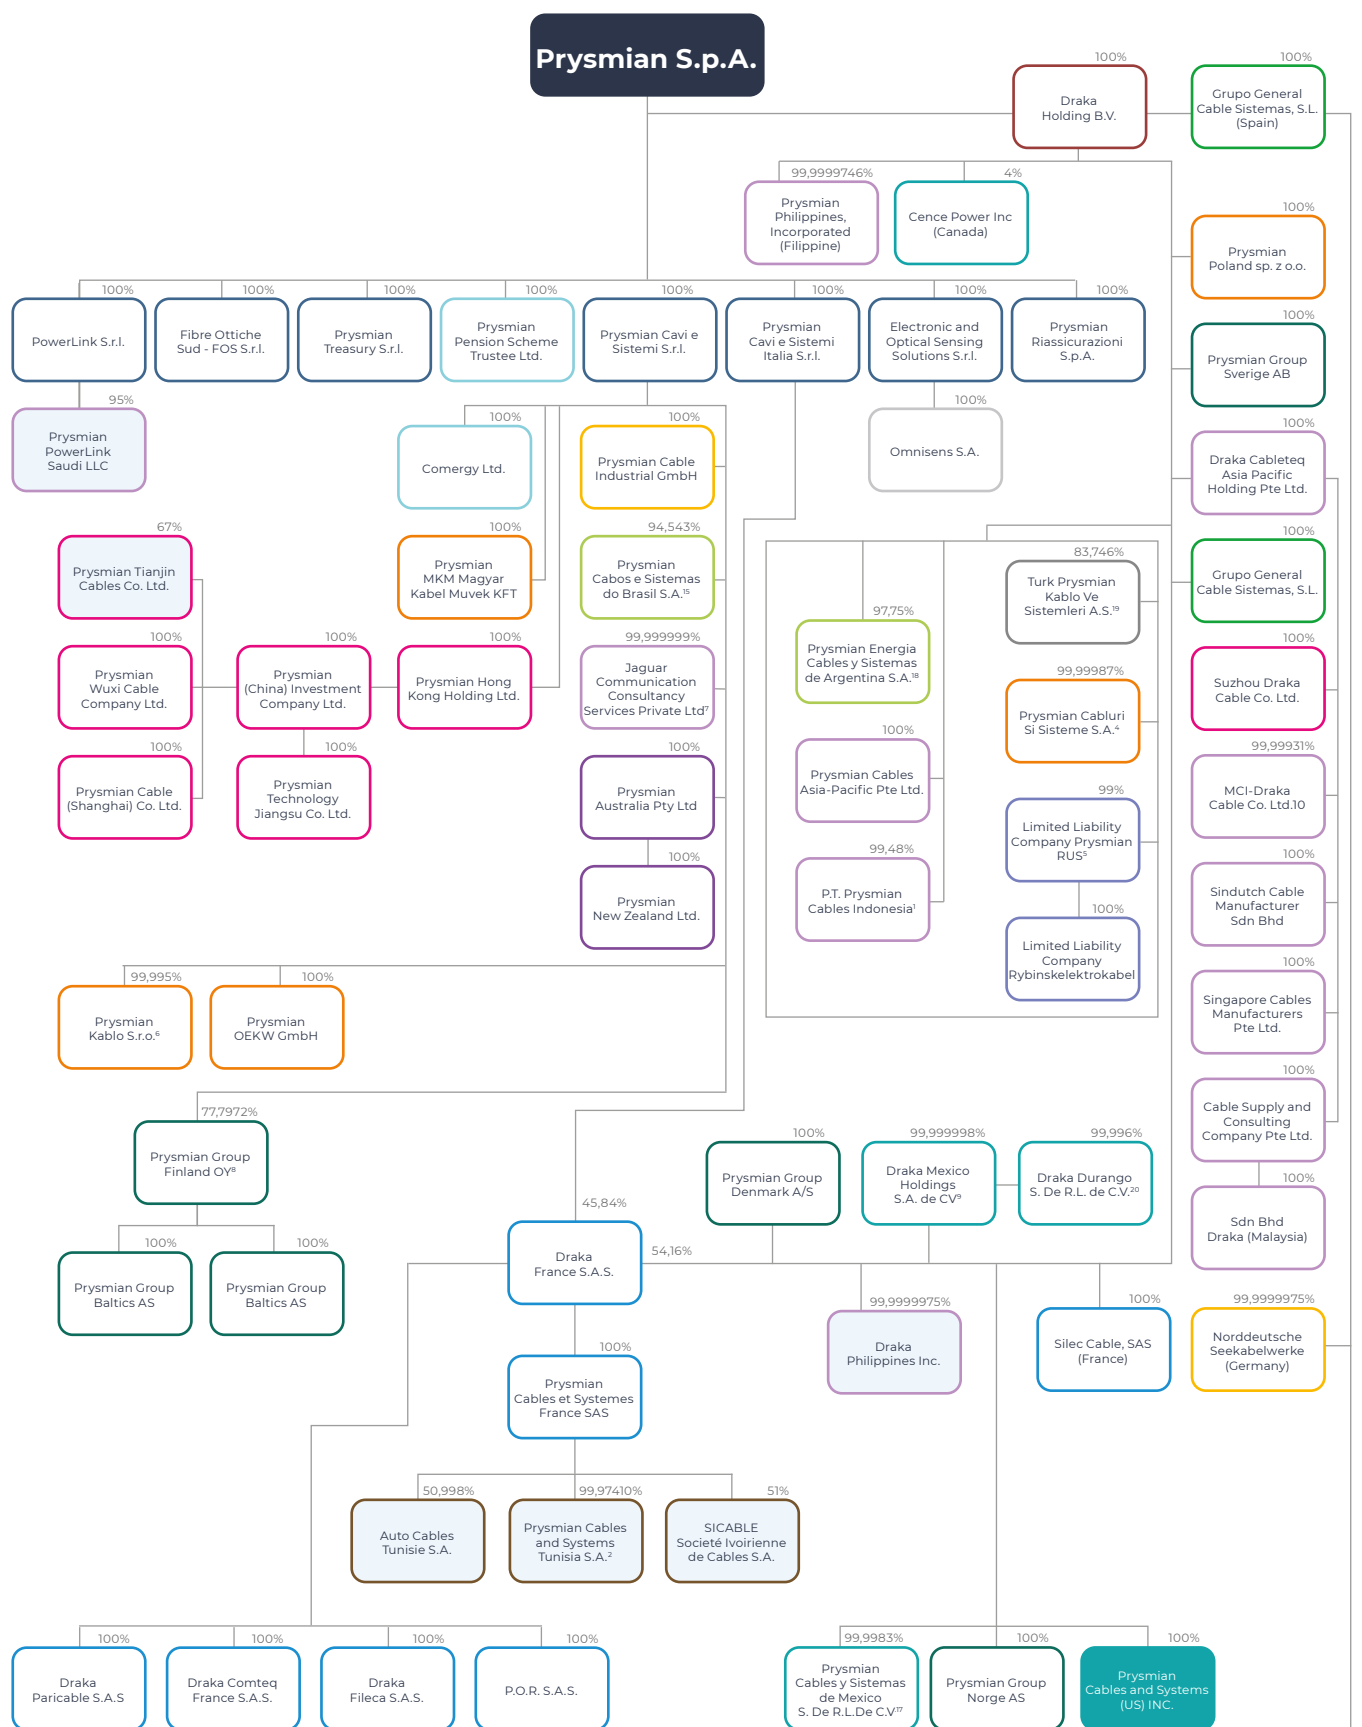 Prysmian S.p.A.
100%
Draka
Holding B.V.
100%
Grupo General
Cable Sistemas, S.L.
(Spain)
99,9999746%
Prysmian
Philippines,
Incorporated
(Filippine)
4%
Cence Power Inc
(Canada)
100%
Prysmian
Poland sp. z o.o.
100%
PowerLink S.r.l.
100%
Fibre Ottiche
Sud - FOS S.r.l.
100%
Prysmian
Treasury S.r.l.
100%
Prysmian
Pension Scheme
Trustee Ltd.
100%
Prysmian Cavi e
Sistemi S.r.l.
100%
Prysmian
Cavi e Sistemi
Italia S.r.l.
100%
Electronic and
Optical Sensing
Solutions S.r.l.
100%
Prysmian
Riassicurazioni
S.p.A.
100%
Prysmian Group
Sverige AB
95%
Prysmian
PowerLink
Saudi LLC
100%
Comergy Ltd.
100%
Prysmian Cable
Industrial GmbH
100%
Omnisens S.A.
100%
Draka Cableteq
Asia Pacific
Holding Pte Ltd.
67%
Prysmian Tianjin
Cables Co. Ltd.
100%
Prysmian
MKM Magyar
Kabel Muvek KFT
94,543%
Prysmian
Cabos e Sistemas
do Brasil S.A.¹⁵
83,746%
Turk Prysmian
Kablo Ve
Sistemleri A.S.¹⁹
100%
Grupo General
Cable Sistemas, S.L.
97,75%
Prysmian Energia
Cables y Sistemas
de Argentina S.A.¹⁸
100%
Prysmian
Wuxi Cable
Company Ltd.
100%
Prysmian
(China) Investment
Company Ltd.
100%
Prysmian Hong
Kong Holding Ltd.
99,999999%
Jaguar
Communication
Consultancy
Services Private Ltd⁷
99,99987%
Prysmian Cabluri
Si Sisteme S.A.⁴
100%
Suzhou Draka
Cable Co. Ltd.
100%
Prysmian Cable
(Shanghai) Co. Ltd.
100%
Prysmian
Technology
Jiangsu Co. Ltd.
100%
Prysmian
Australia Pty Ltd
100%
Prysmian Cables
Asia-Pacific Pte Ltd.
99%
Limited Liability
Company Prysmian
RUS⁵
99,99931%
MCI-Draka
Cable Co. Ltd.10
100%
Prysmian
New Zealand Ltd.
99,48%
P.T. Prysmian
Cables Indonesia¹
100%
Limited Liability
Company
Rybinskelektrokabel
100%
Sindutch Cable
Manufacturer
Sdn Bhd
99,995%
Prysmian
Kablo S.r.o.⁶
100%
Prysmian
OEKW GmbH
100%
Singapore Cables
Manufacturers
Pte Ltd.
77,7972%
Prysmian Group
Finland OY⁸
100%
Prysmian Group
Denmark A/S
99,999998%
Draka Mexico
Holdings
S.A. de CV⁹
99,996%
Draka Durango
S. De R.L. de C.V.²⁰
100%
Cable Supply and
Consulting
Company Pte Ltd.
100%
Prysmian Group
Baltics AS
100%
Prysmian Group
Baltics AS
45,84%
Draka
France S.A.S.
54,16%
100%
Sdn Bhd
Draka (Malaysia)
99,9999975%
Draka
Philippines Inc.
100%
Silec Cable, SAS
(France)
99,9999975%
Norddeutsche
Seekabelwerke
(Germany)
100%
Prysmian
Cables et Systemes
France SAS
50,998%
Auto Cables
Tunisie S.A.
99,97410%
Prysmian Cables
and Systems
Tunisia S.A.²
51%
SICABLE
Societé Ivoirienne
de Cables S.A.
100%
Draka
Paricable S.A.S
100%
Draka Comteq
France S.A.S.
100%
Draka
Fileca S.A.S.
100%
P.O.R. S.A.S.
99,9983%
Prysmian
Cables y Sistemas
de Mexico
S. De R.L.De C.V¹⁷
100%
Prysmian Group
Norge AS
100%
Prysmian
Cables and Systems
(US) INC.